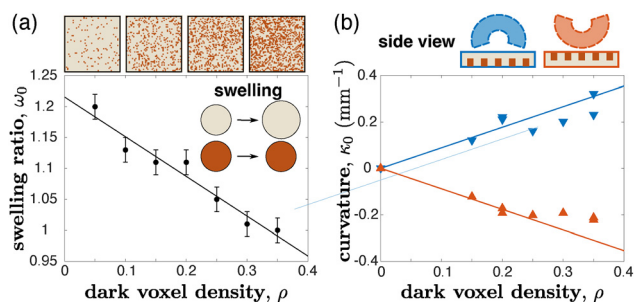 (a)
1.25
1.2
1.15
1.1
1.05
1
0.95
swelling ratio, ω₀
swelling
0
0.1
0.2
0.3
0.4
dark voxel density, ρ
(b)
side view
0.4
0.2
0
-0.2
-0.4
curvature, κ₀ (mm⁻¹)
0
0.1
0.2
0.3
0.4
dark voxel density, ρ